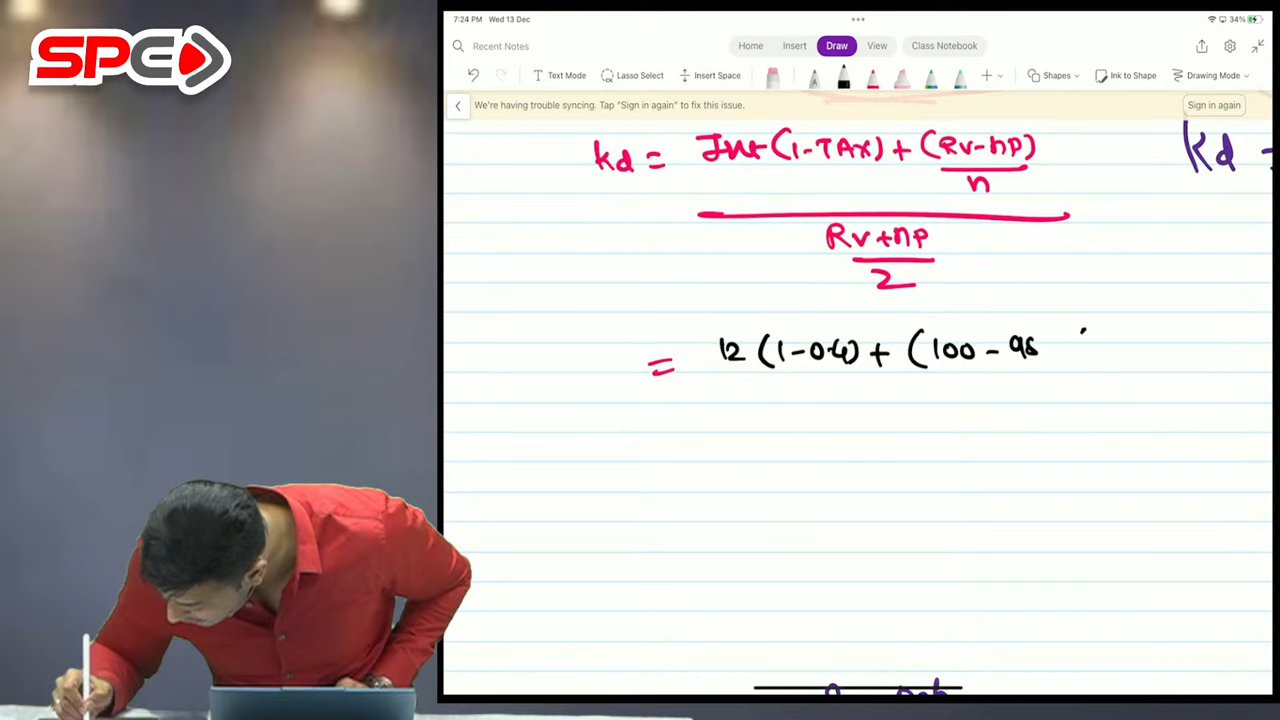 SPED
7:24 PM Wed 13 Dec
34%
Recent Notes
Home Insert Draw View Class Notebook
Text Mode Lasso Select Insert Space Shapes Ink to Shape Drawing Mode
We're having trouble syncing. Tap "Sign in again" to fix this issue. Sign in again
kd = Int (1-TAX) + (RV-np)
n
RV+np
2
Kd =
= 12 (1-0.4) + (100 - 98